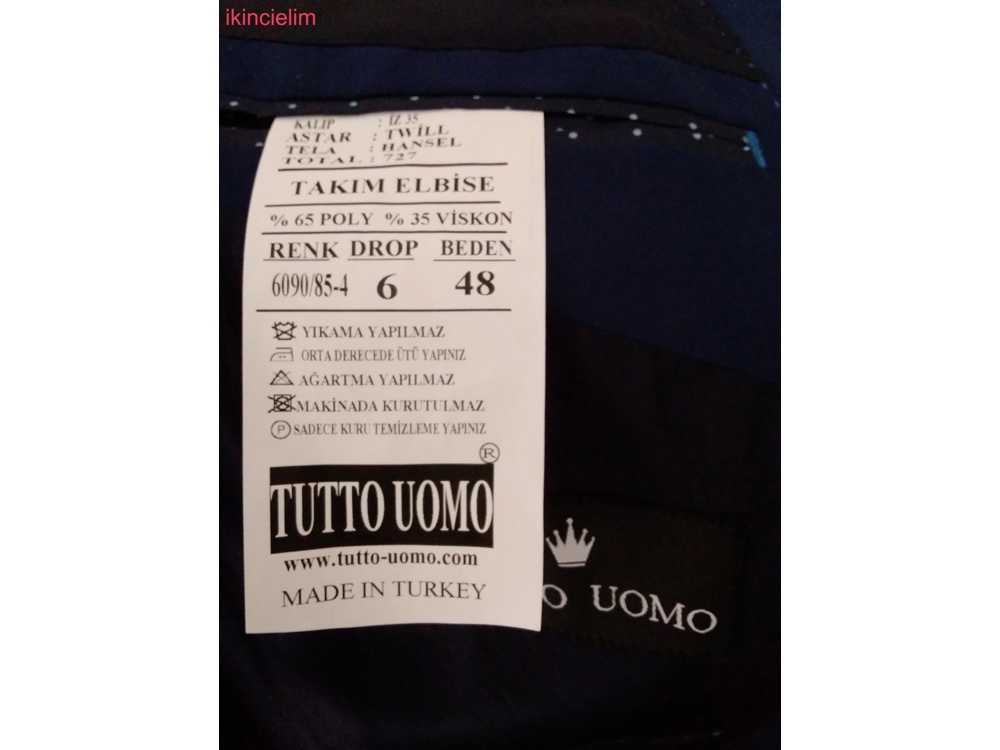 ikincielim
KALIP : İZ 35
ASTAR : TWİLL
TELA : HANSEL
TOTAL : 727
TAKIM ELBİSE
% 65 POLY % 35 VİSKON
RENK DROP BEDEN
6090/85-4 6 48
YIKAMA YAPILMAZ
ORTA DERECEDE ÜTÜ YAPINIZ
AĞARTMA YAPILMAZ
MAKİNADA KURUTULMAZ
P SADECE KURU TEMİZLEME YAPINIZ
®
TUTTO UOMO
www.tutto-uomo.com
MADE IN TURKEY
O UOMO